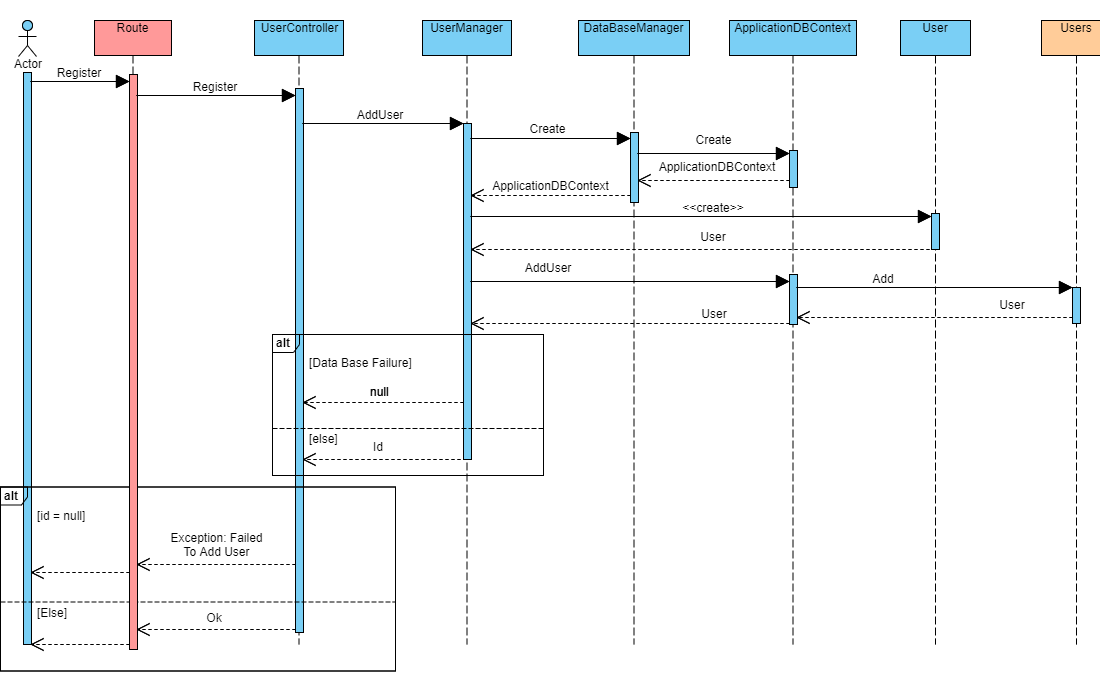 Route
UserController
UserManager
DataBaseManager
ApplicationDBContext
User
Users
Actor
Register
Register
AddUser
Create
Create
ApplicationDBContext
ApplicationDBContext
<<create>>
User
AddUser
Add
User
User
alt
[Data Base Failure]
null
[else]
Id
alt
[id = null]
Exception: Failed
To Add User
[Else]
Ok